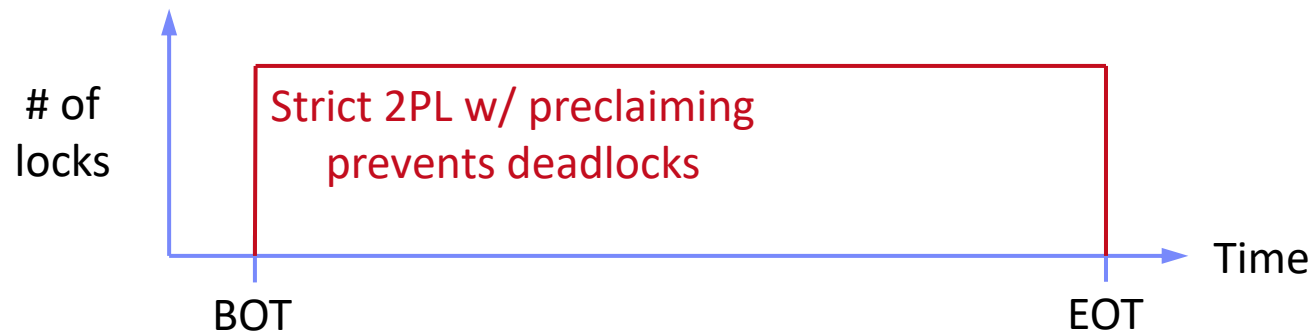 # of
locks
Strict 2PL w/ preclaiming
prevents deadlocks
Time
BOT
EOT